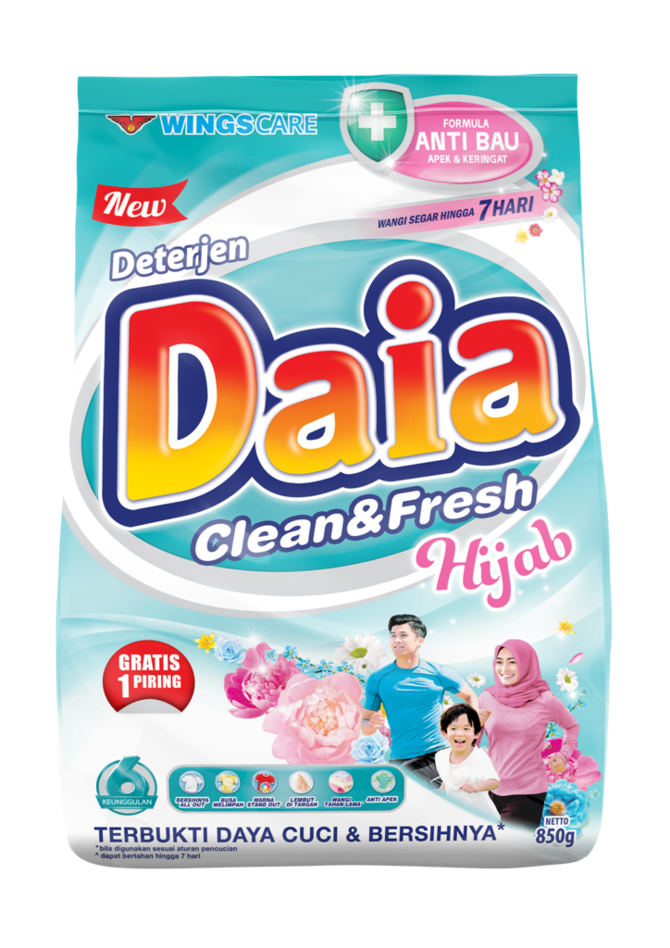 WINGSCARE
FORMULA
ANTI BAU
APEK & KERINGAT
WANGI SEGAR HINGGA 7 HARI
New
Deterjen
Daia
Clean&Fresh
Hijab
GRATIS
1 PIRING
6
KEUNGGULAN
BERSIHNYA
ALL OUT
BUSA
MELIMPAH
WARNA
STAND OUT
LEMBUT
DI TANGAN
WANGI
TAHAN LAMA
ANTI APEK
TERBUKTI DAYA CUCI & BERSIHNYA*
*bila digunakan sesuai aturan pencucian
^ dapat bertahan hingga 7 hari
NETTO
850g